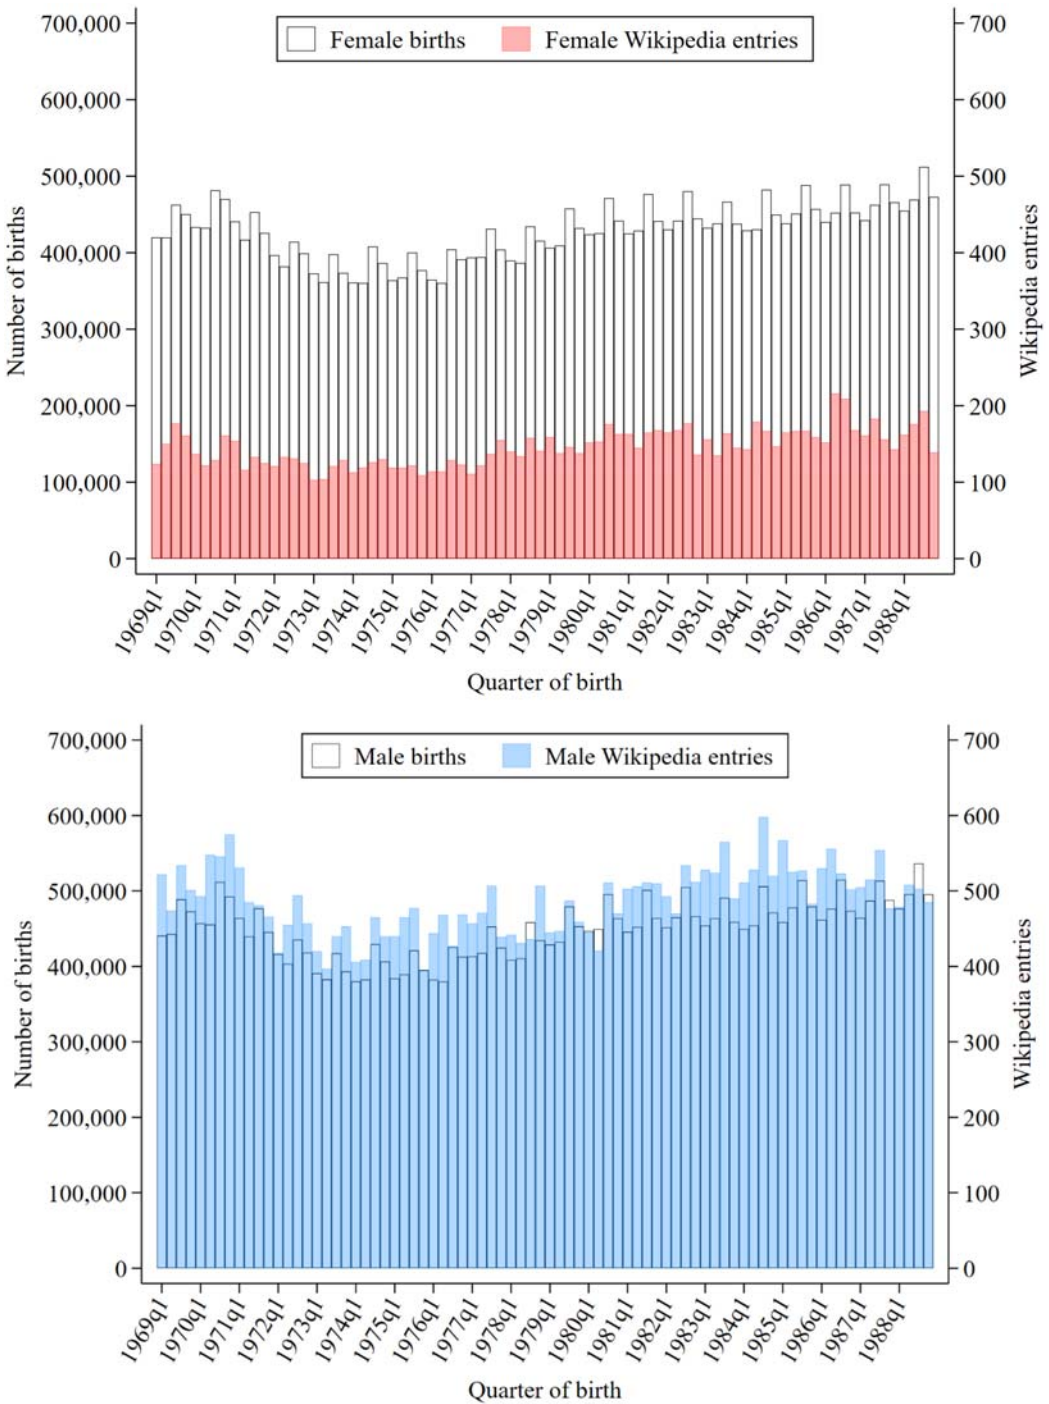 Female births
Female Wikipedia entries
Number of births
Wikipedia entries
700,000
600,000
500,000
400,000
300,000
200,000
100,000
0
700
600
500
400
300
200
100
0
1969q1
1970q1
1971q1
1972q1
1973q1
1974q1
1975q1
1976q1
1977q1
1978q1
1979q1
1980q1
1981q1
1982q1
1983q1
1984q1
1985q1
1986q1
1987q1
1988q1
Quarter of birth
Male births
Male Wikipedia entries
Number of births
Wikipedia entries
700,000
600,000
500,000
400,000
300,000
200,000
100,000
0
700
600
500
400
300
200
100
0
1969q1
1970q1
1971q1
1972q1
1973q1
1974q1
1975q1
1976q1
1977q1
1978q1
1979q1
1980q1
1981q1
1982q1
1983q1
1984q1
1985q1
1986q1
1987q1
1988q1
Quarter of birth